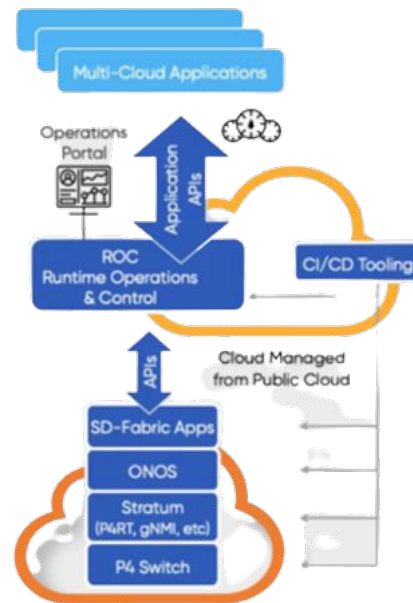 Multi-Cloud Applications
Operations
Portal
Application
APIs
ROC
Runtime Operations
& Control
CI/CD Tooling
APIs
Cloud Managed
from Public Cloud
SD-Fabric Apps
ONOS
Stratum
(P4RT, gNMI, etc)
P4 Switch